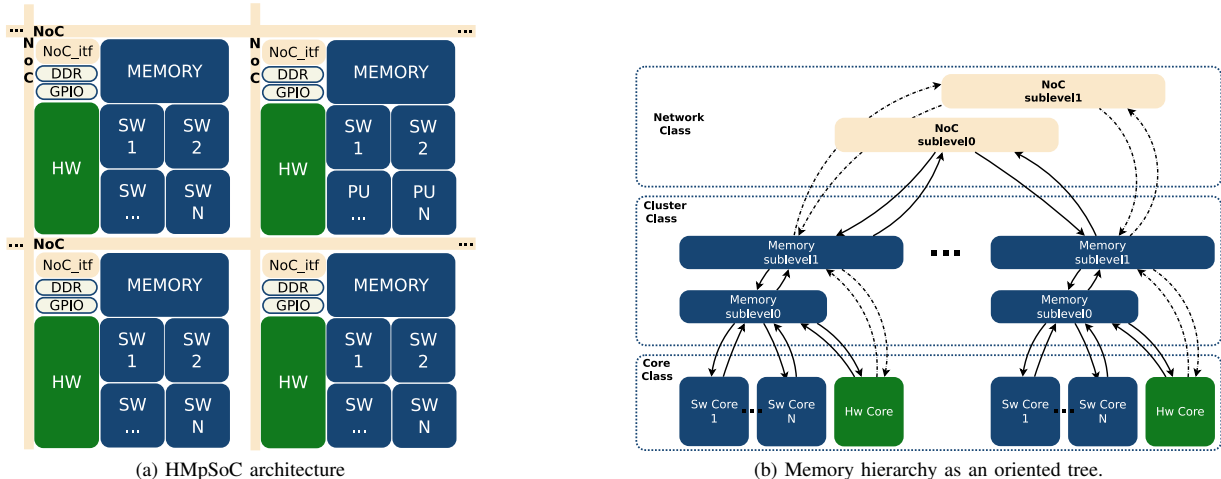 ... NoC ...
NoC
NoC
NoC_itf
DDR
GPIO
MEMORY
HW
SW
1
SW
2
SW
...
SW
N
NoC_itf
DDR
GPIO
MEMORY
HW
SW
1
SW
2
PU
...
PU
N
... NoC ...
NoC_itf
DDR
GPIO
MEMORY
HW
SW
1
SW
2
SW
...
SW
N
NoC_itf
DDR
GPIO
MEMORY
HW
SW
1
SW
2
SW
...
SW
N
(a) HMpSoC architecture
Network
Class
NoC
sublevel1
NoC
sublevel0
Cluster
Class
Memory
sublevel1
...
Memory
sublevel1
Memory
sublevel0
Memory
sublevel0
Core
Class
Sw Core
1
...
Sw Core
N
Hw Core
Sw Core
1
...
Sw Core
N
Hw Core
(b) Memory hierarchy as an oriented tree.